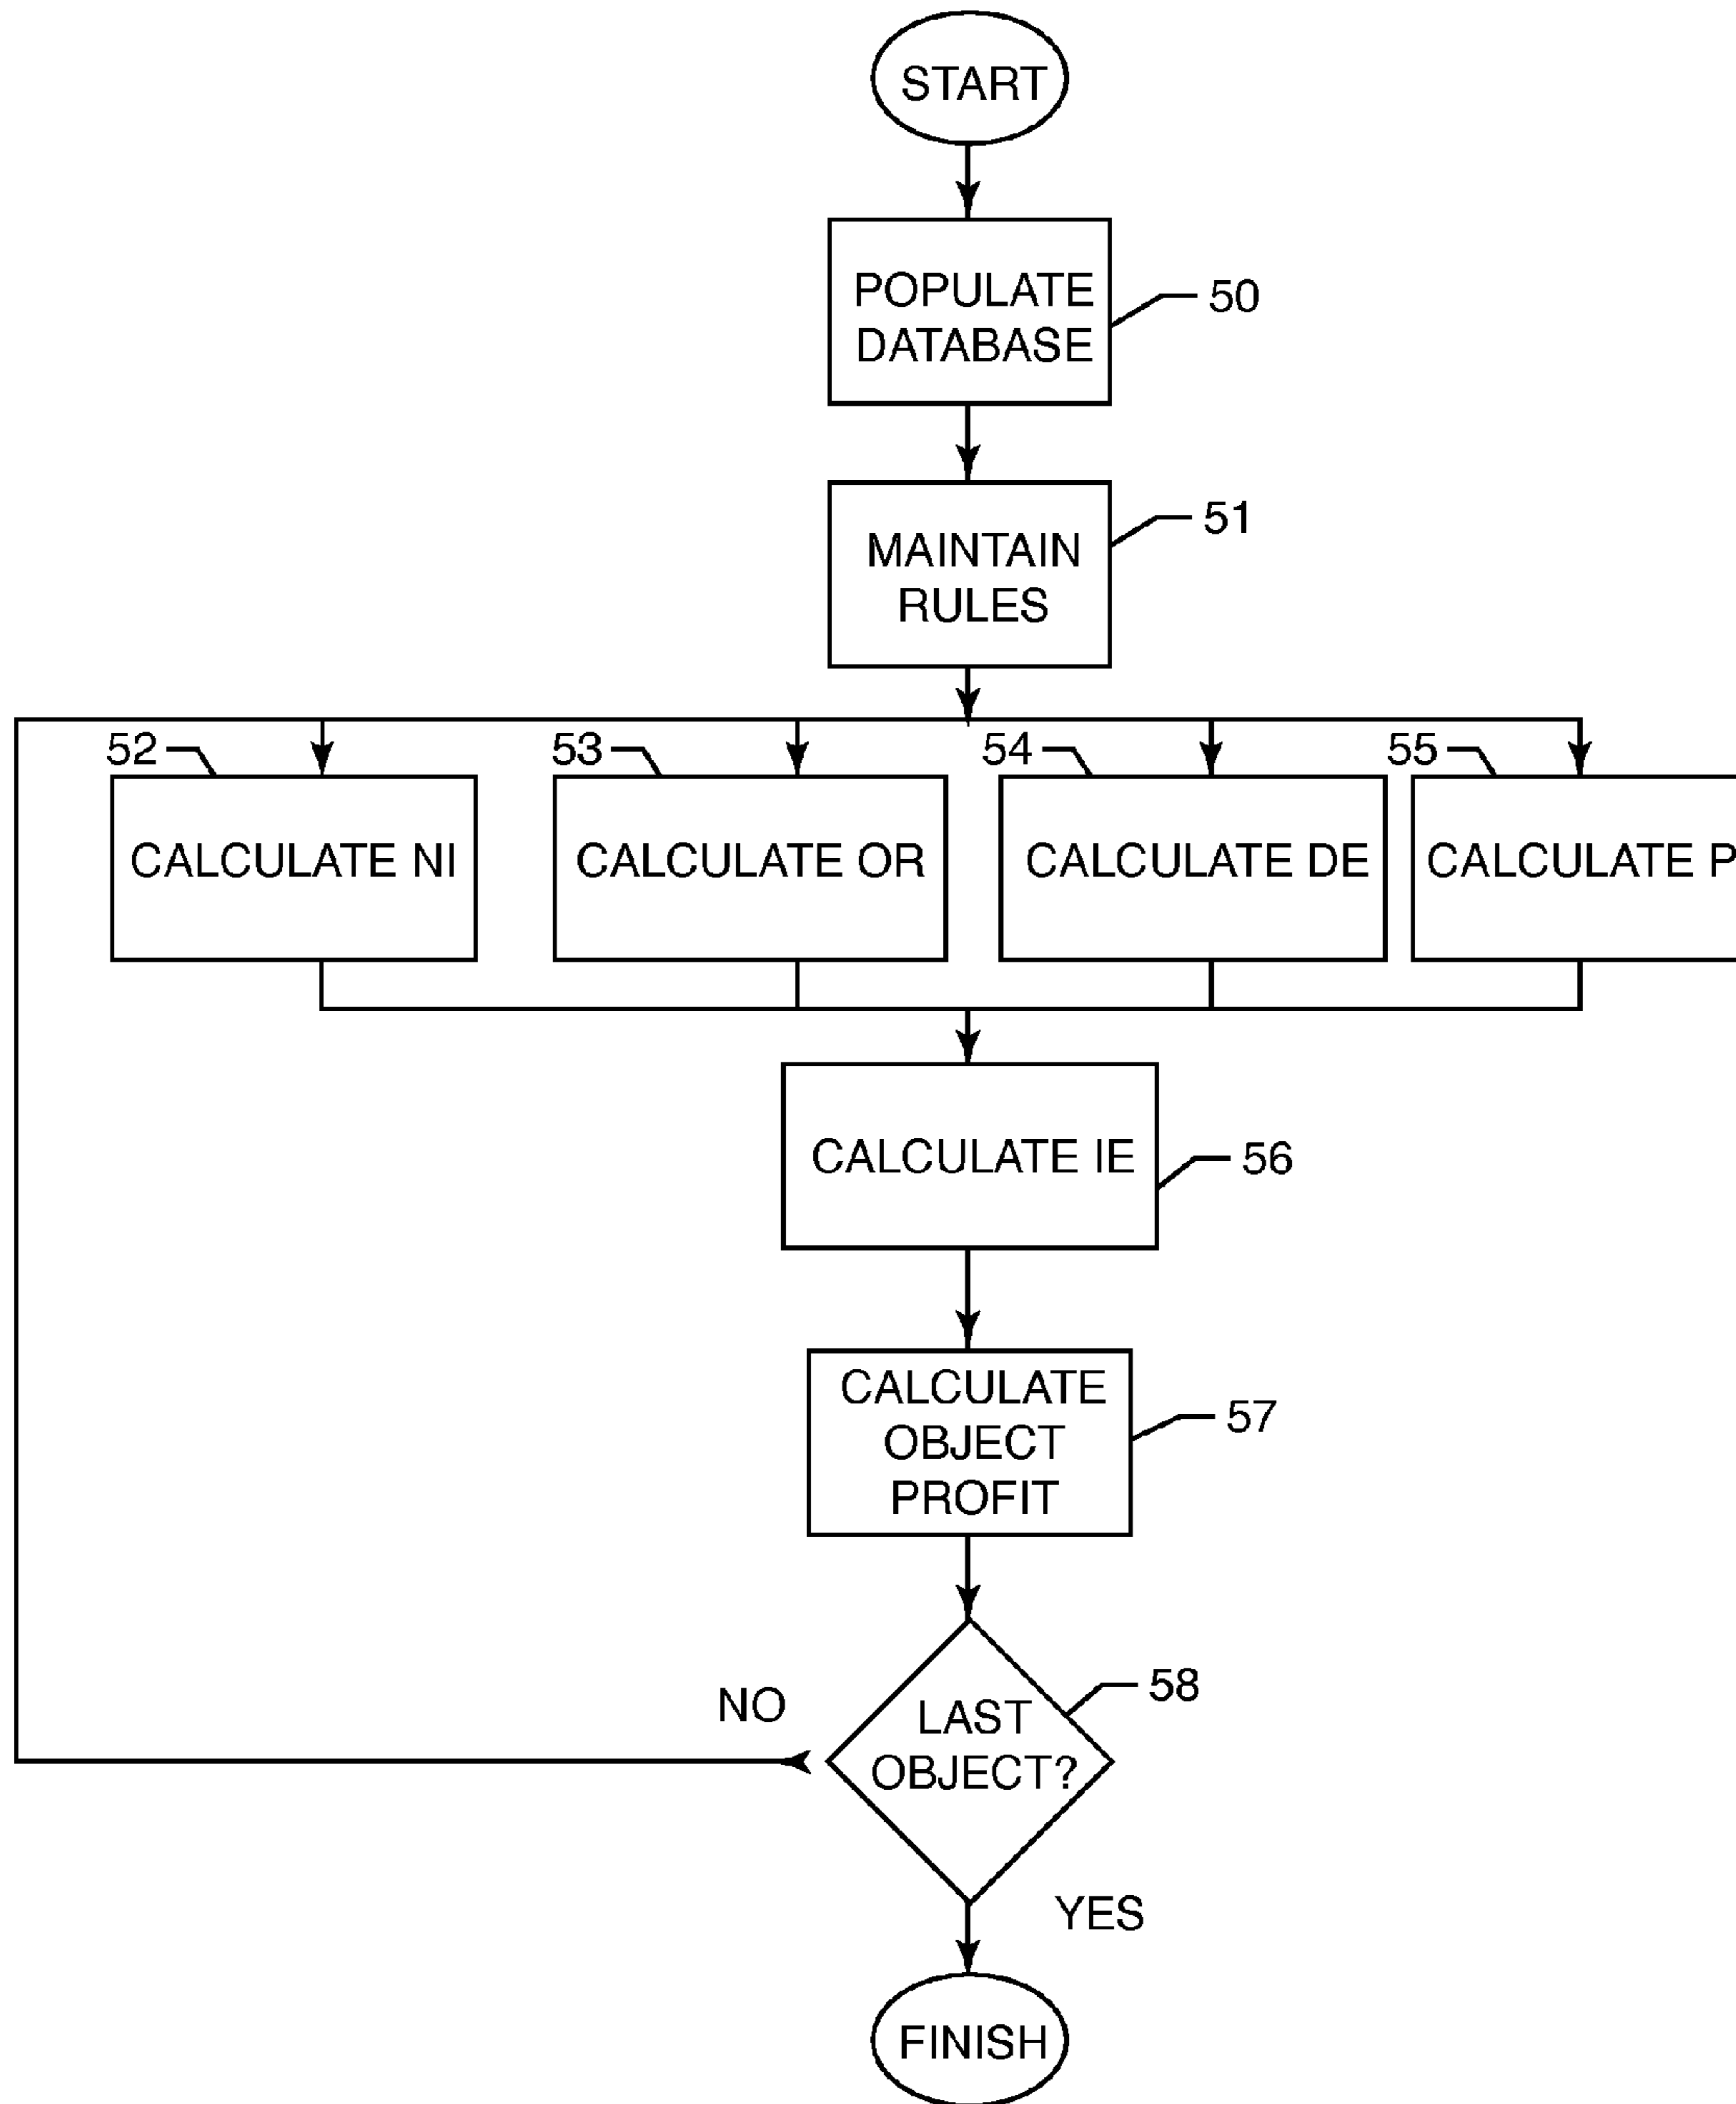 START
POPULATE
DATABASE
50
MAINTAIN
RULES
51
52
53
54
55
CALCULATE NI
CALCULATE OR
CALCULATE DE
CALCULATE P
CALCULATE IE
56
CALCULATE
OBJECT
PROFIT
57
NO
LAST
OBJECT?
58
YES
FINISH